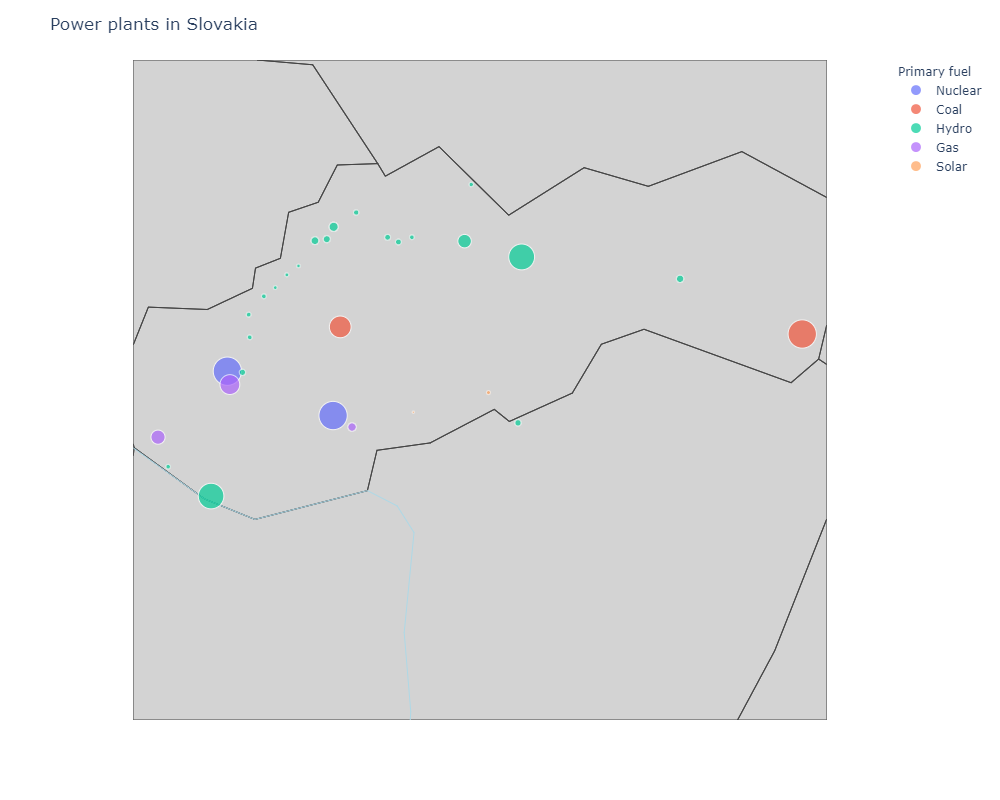 Power plants in Slovakia
Primary fuel
Nuclear
Coal
Hydro
Gas
Solar